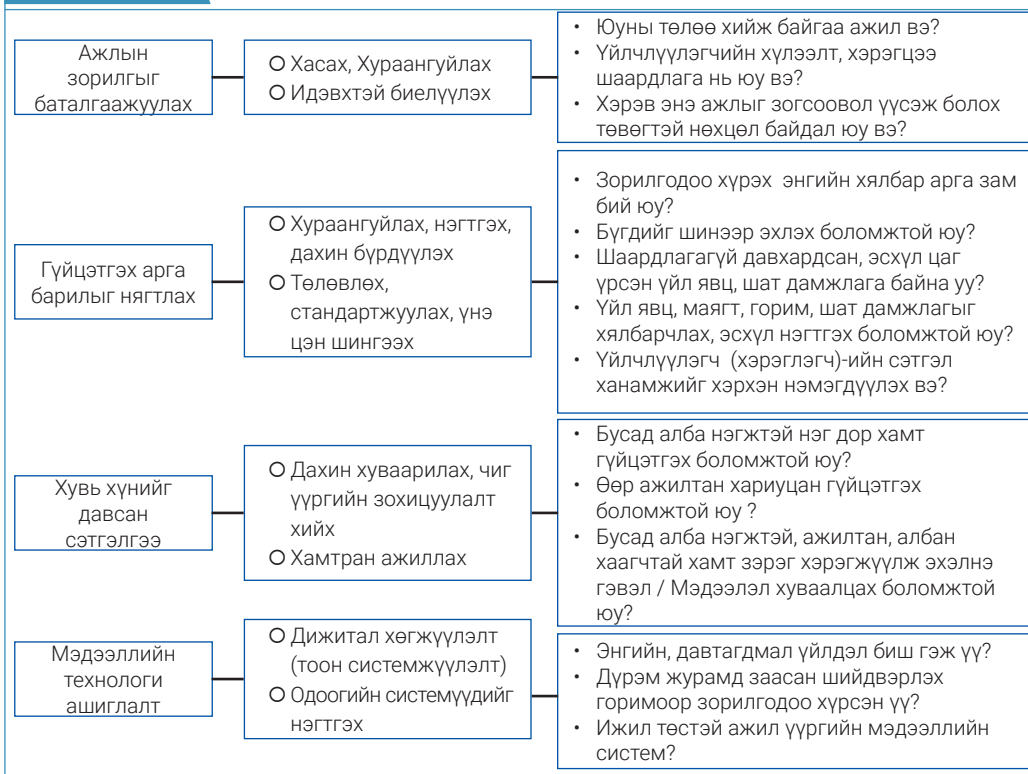 Ажлын
зорилгыг
баталгаажуулах
О Хасах, Хураангуйлах
О Идэвхтэй биелүүлэх
• Юуны төлөө хийж байгаа ажил вэ?
• Үйлчлүүлэгчийн хүлээлт, хэрэгцээ
шаардлага нь юу вэ?
• Хэрэв энэ ажлыг зогсоовол үүсэж болох
төвөгтэй нөхцөл байдал юу вэ?
Гүйцэтгэх арга
барилыг нягтлах
О Хураангуйлах, нэгтгэх,
дахин бүрдүүлэх
О Төлөвлөх,
стандартжуулах, үнэ
цэн шингээх
• Зорилгодоо хүрэх энгийн хялбар арга зам
бий юу?
• Бүгдийг шинээр эхлэх боломжтой юу?
• Шаардлагагүй давхардсан, эсхүл цаг
үрсэн үйл явц, шат дамжлага байна уу?
• Үйл явц, маягт, горим, шат дамжлагыг
хялбарчлах, эсхүл нэгтгэх боломжтой юу?
• Үйлчлүүлэгч (хэрэглэгч)-ийн сэтгэл
ханамжийг хэрхэн нэмэгдүүлэх вэ?
Хувь хүнийг
давсан
сэтгэлгээ
О Дахин хуваарилах, чиг
үүргийн зохицуулалт
хийх
О Хамтран ажиллах
• Бусад алба нэгжтэй нэг дор хамт
гүйцэтгэх боломжтой юу?
• Өөр ажилтан хариуцан гүйцэтгэх
боломжтой юу ?
• Бусад алба нэгжтэй, ажилтан, албан
хаагчтай хамт зэрэг хэрэгжүүлж эхэлнэ
гэвэл / Мэдээлэл хуваалцах боломжтой
юу?
Мэдээллийн
технологи
ашиглалт
О Дижитал хөгжүүлэлт
(тоон системжүүлэлт)
О Одоогийн системүүдийг
нэгтгэх
• Энгийн, давтагдмал үйлдэл биш гэж үү?
• Дүрэм журамд заасан шийдвэрлэх
горимоор зорилгодоо хүрсэн үү?
• Ижил төстэй ажил үүргийн мэдээллийн
систем?